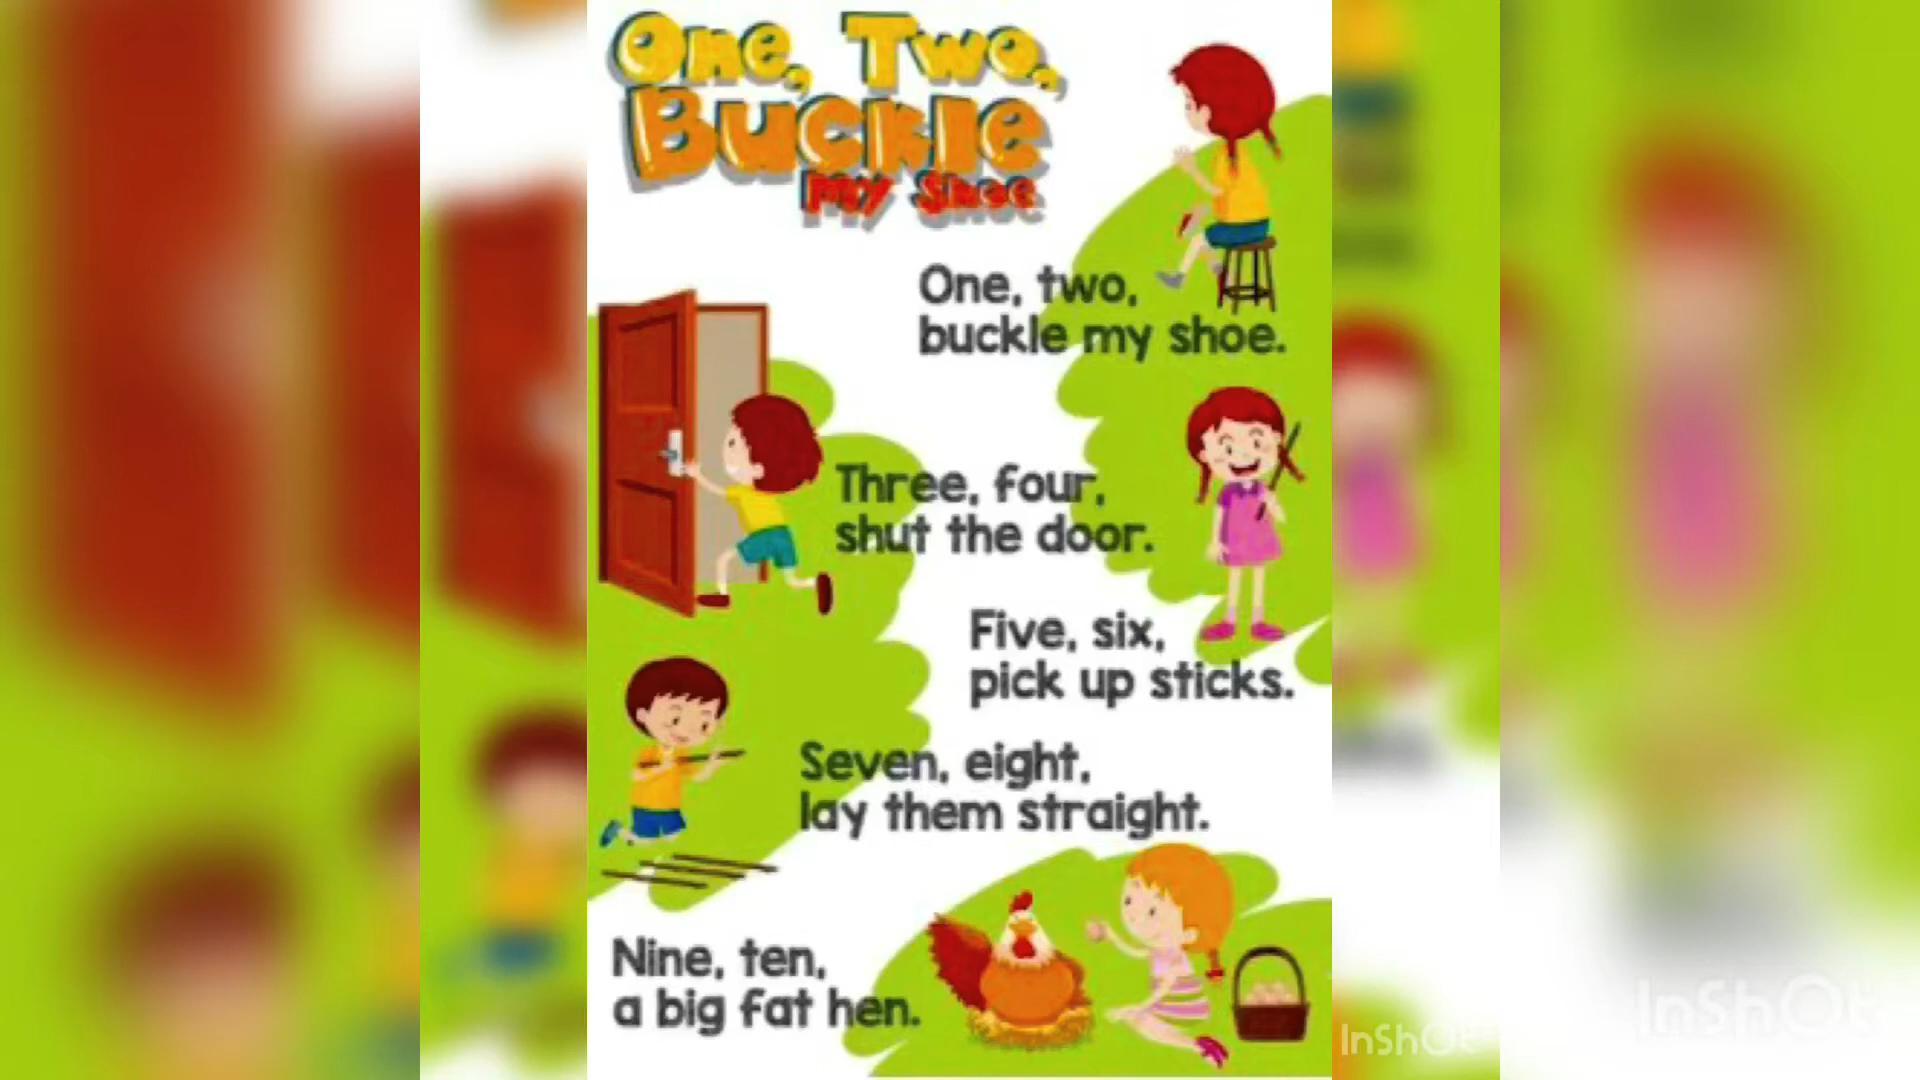 One, Two,
Buckle
My Shoe
One, two,
buckle my shoe.
Three, four,
shut the door.
Five, six,
pick up sticks.
Seven, eight,
lay them straight.
Nine, ten,
a big fat hen.
InShOt
InShOt